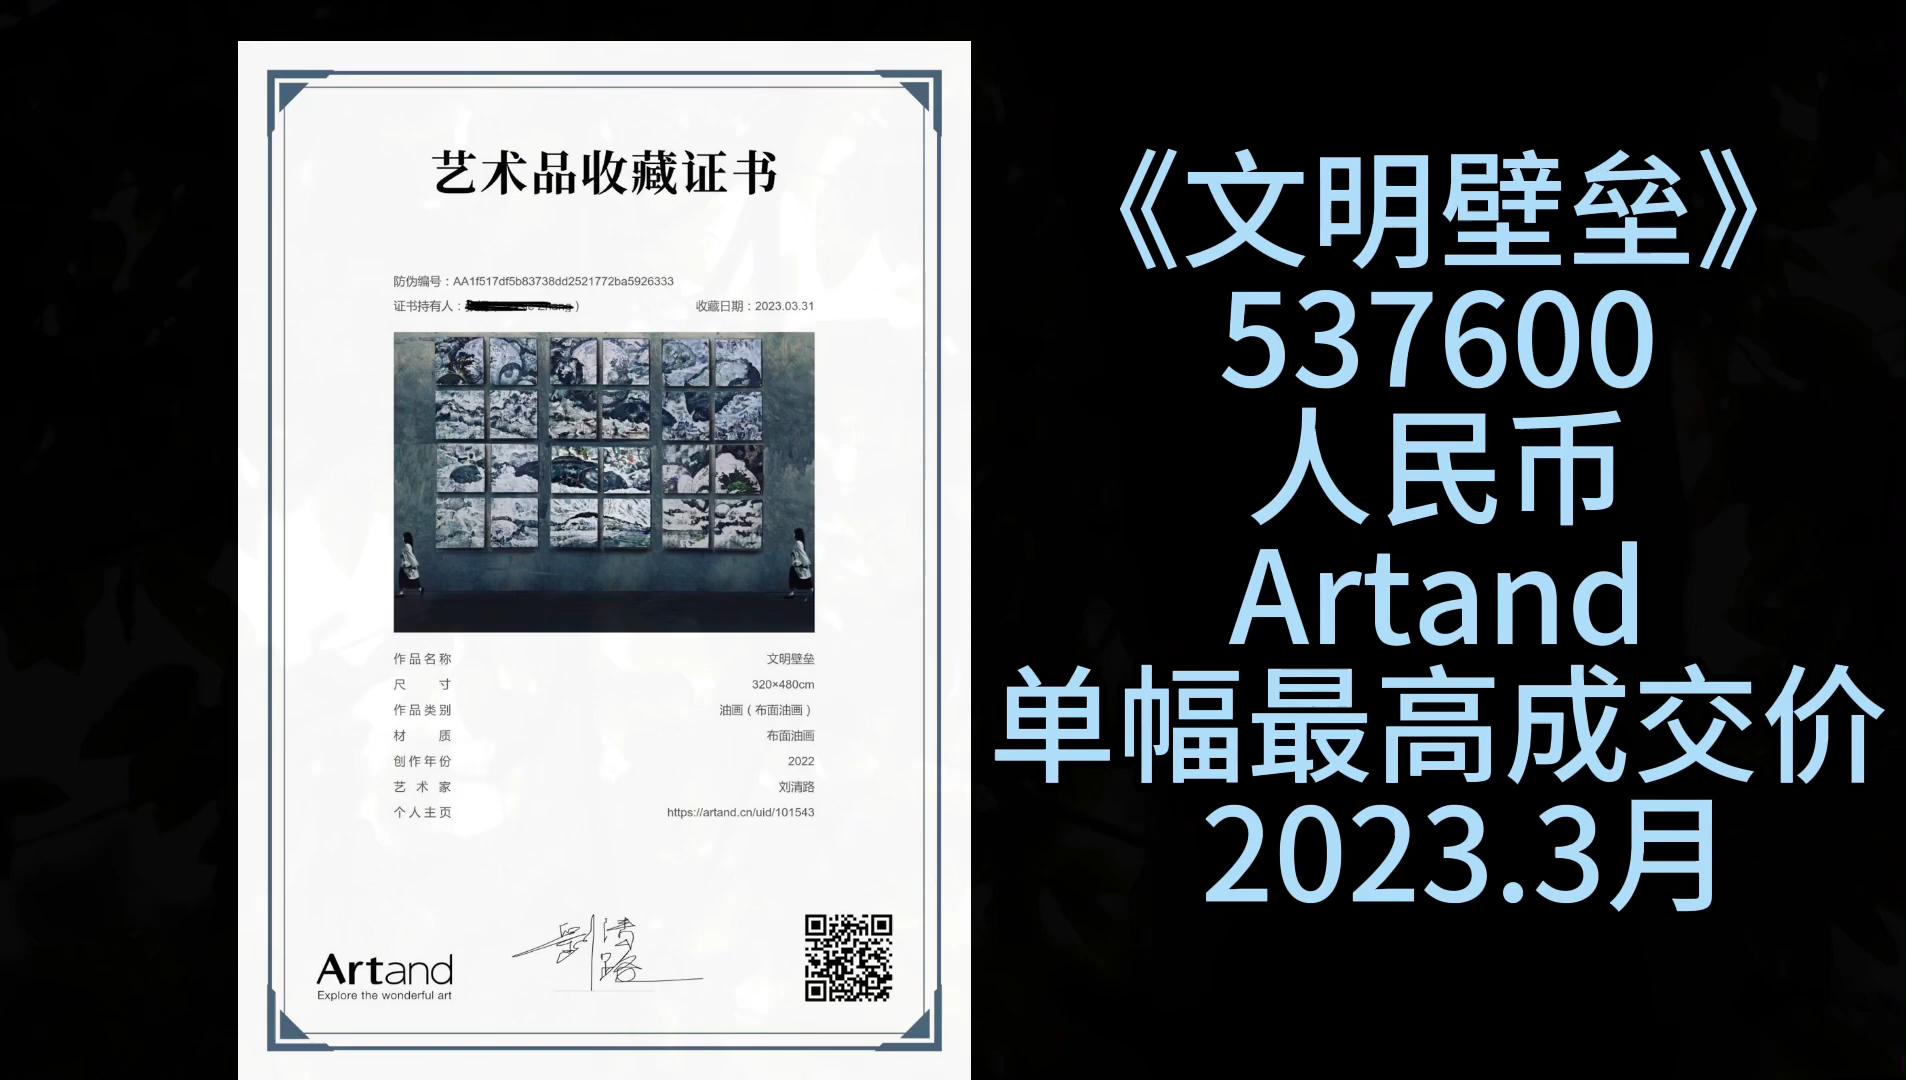 艺术品收藏证书
防伪编号：AA1f517df5b83738dd2521772ba5926333
证书持有人： Zhang）
收藏日期：2023.03.31
作品名称 文明壁垒
尺寸 320×480cm
作品类别 油画（布面油画）
材质 布面油画
创作年份 2022
艺术家 刘清路
个人主页 https://artand.cn/uid/101543
刘清路
Artand
Explore the wonderful art
《文明壁垒》
537600
人民币
Artand
单幅最高成交价
2023.3月